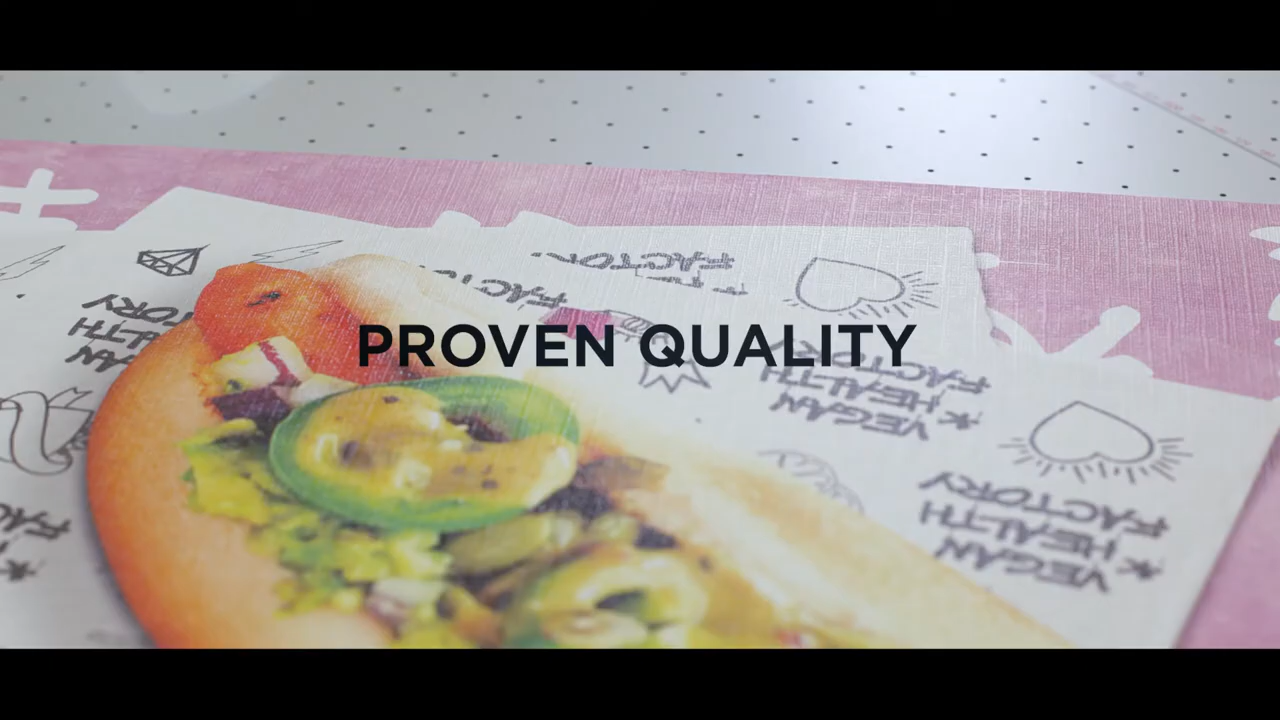 PROVEN QUALITY
VEGAN
* HEALTH
FACTORY
VEGAN
* HEALTH
FACTORY